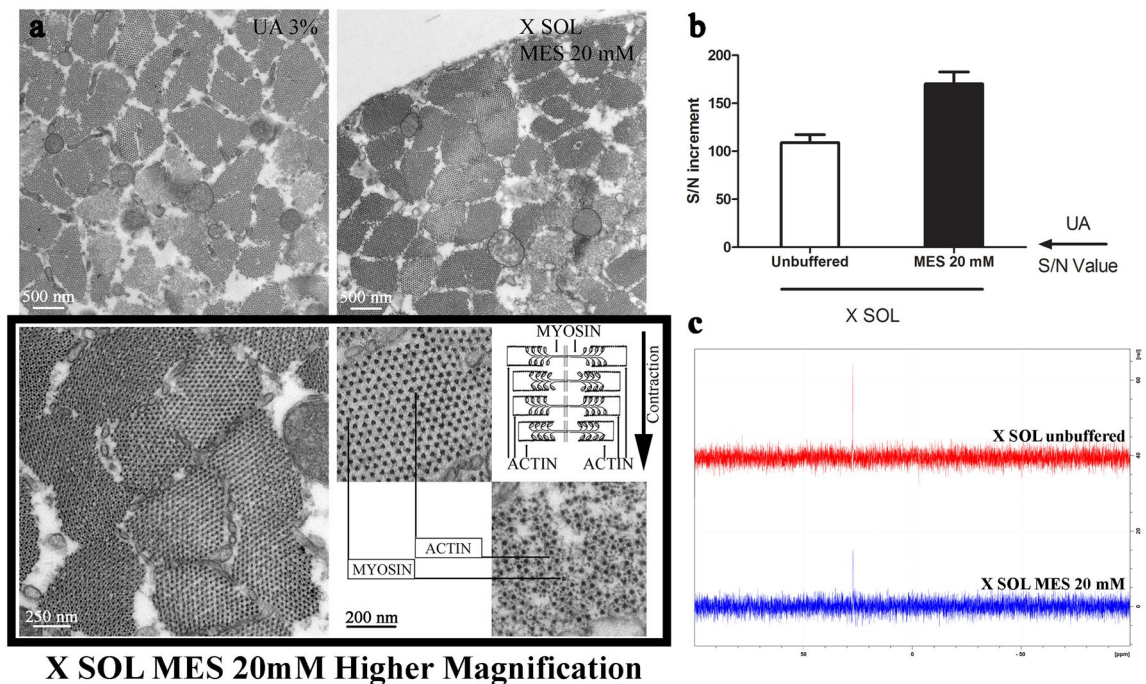 a
UA 3%
X SOL
MES 20 mM
500 nm
500 nm
MYOSIN
Contraction
ACTIN
ACTIN
ACTIN
MYOSIN
250 nm
200 nm
X SOL MES 20mM Higher Magnification
b
S/N increment
200
150
100
50
0
Unbuffered
MES 20 mM
X SOL
UA
S/N Value
c
[rel]
60
40
20
0
X SOL unbuffered
X SOL MES 20 mM
50
0
- 50
[ppm]